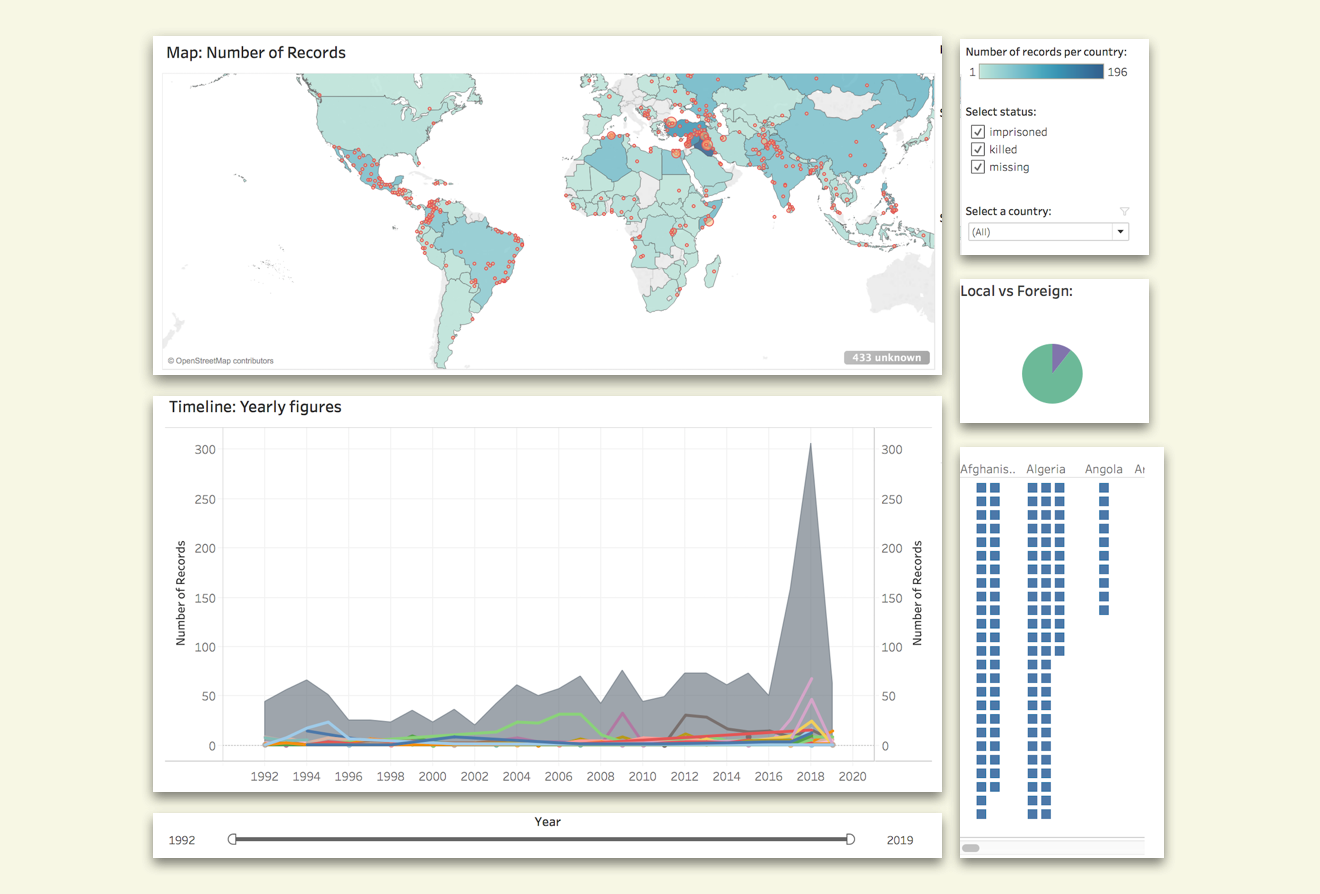 Map: Number of Records
© OpenStreetMap contributors
433 unknown
Number of records per country:
1 196
Select status:
imprisoned
killed
missing
Select a country:
(All)
Local vs Foreign:
Timeline: Yearly figures
300 300
250 250
200 200
150 150
100 100
50 50
0 0
Number of Records
Number of Records
1992 1994 1996 1998 2000 2002 2004 2006 2008 2010 2012 2014 2016 2018 2020
Afghanis.. Algeria Angola
Year
1992 2019